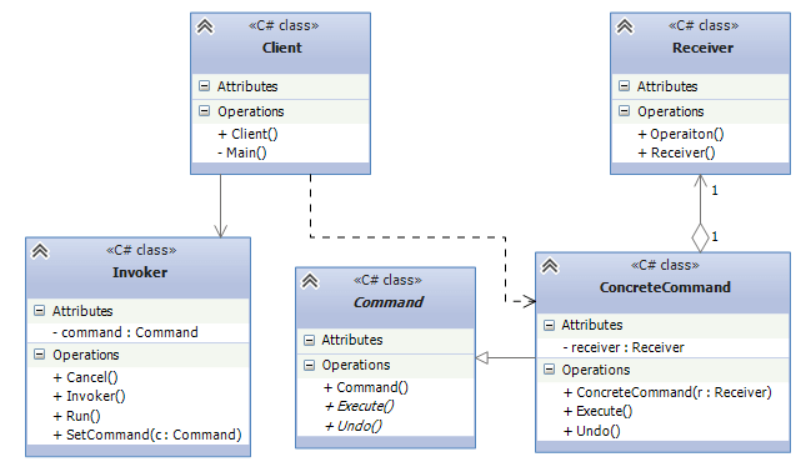 «C# class»
Client
Attributes
Operations
+ Client()
- Main()
«C# class»
Receiver
Attributes
Operations
+ Operaiton()
+ Receiver()
1
1
«C# class»
Invoker
Attributes
- command : Command
Operations
+ Cancel()
+ Invoker()
+ Run()
+ SetCommand(c : Command)
«C# class»
Command
Attributes
Operations
+ Command()
+ Execute()
+ Undo()
«C# class»
ConcreteCommand
Attributes
- receiver : Receiver
Operations
+ ConcreteCommand(r : Receiver)
+ Execute()
+ Undo()